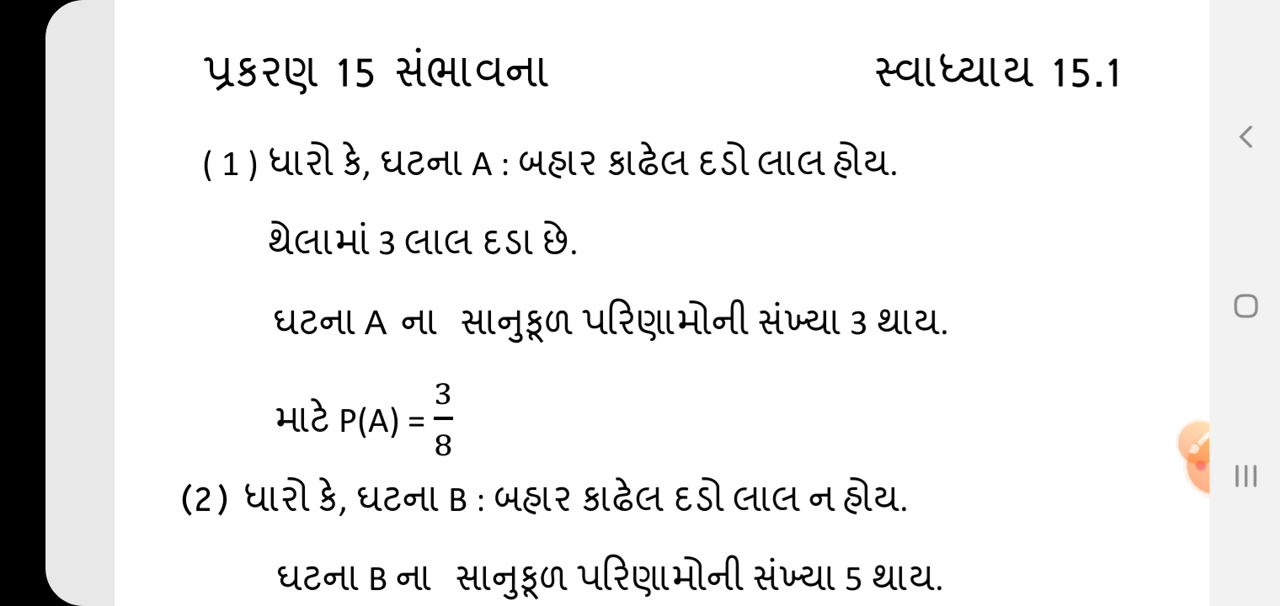 પ્રકરણ 15 સંભાવના સ્વાધ્યાય 15.1
( 1 ) ધારો કે, ઘટના A : બહાર કાઢેલ દડો લાલ હોય.
થેલામાં 3 લાલ દડા છે.
ઘટના A ના સાનુકૂળ પરિણામોની સંખ્યા 3 થાય.
માટે P(A) = 3/8
(2) ધારો કે, ઘટના B : બહાર કાઢેલ દડો લાલ ન હોય.
ઘટના B ના સાનુકૂળ પરિણામોની સંખ્યા 5 થાય.